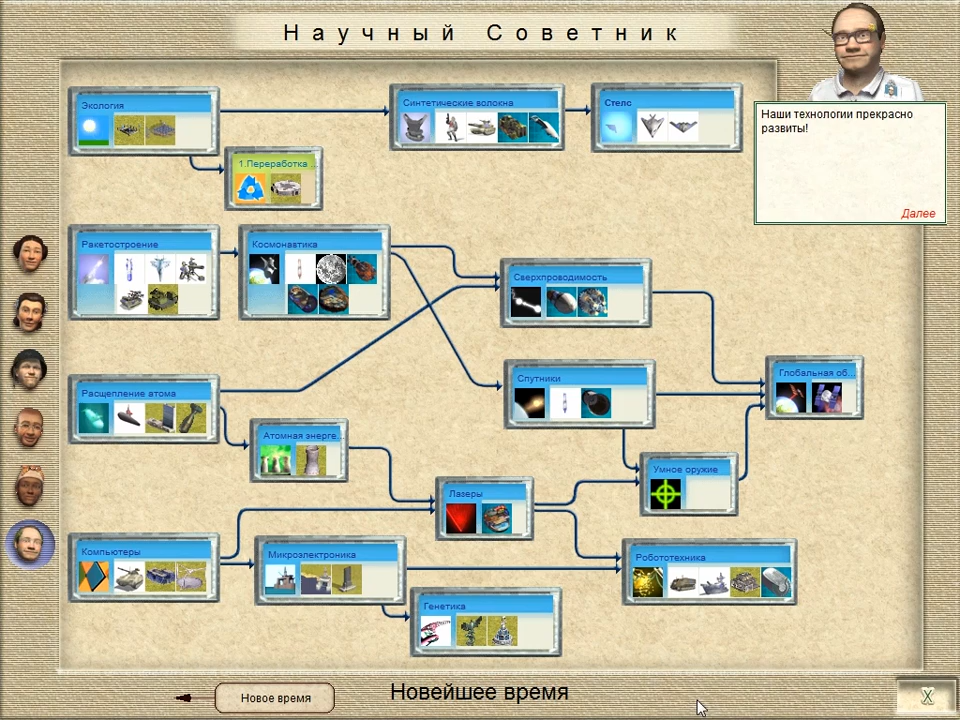 Научный Советник
Наши технологии прекрасно
развиты!
Далее
Экология
Синтетические волокна
Стелс
1.Переработка ...
Ракетостроение
Космонавтика
Сверхпроводимость
Спутники
Глобальная об...
Расщепление атома
Атомная энерге...
Умное оружие
Лазеры
Компьютеры
Микроэлектроника
Робототехника
Генетика
Новое время
Новейшее время
X